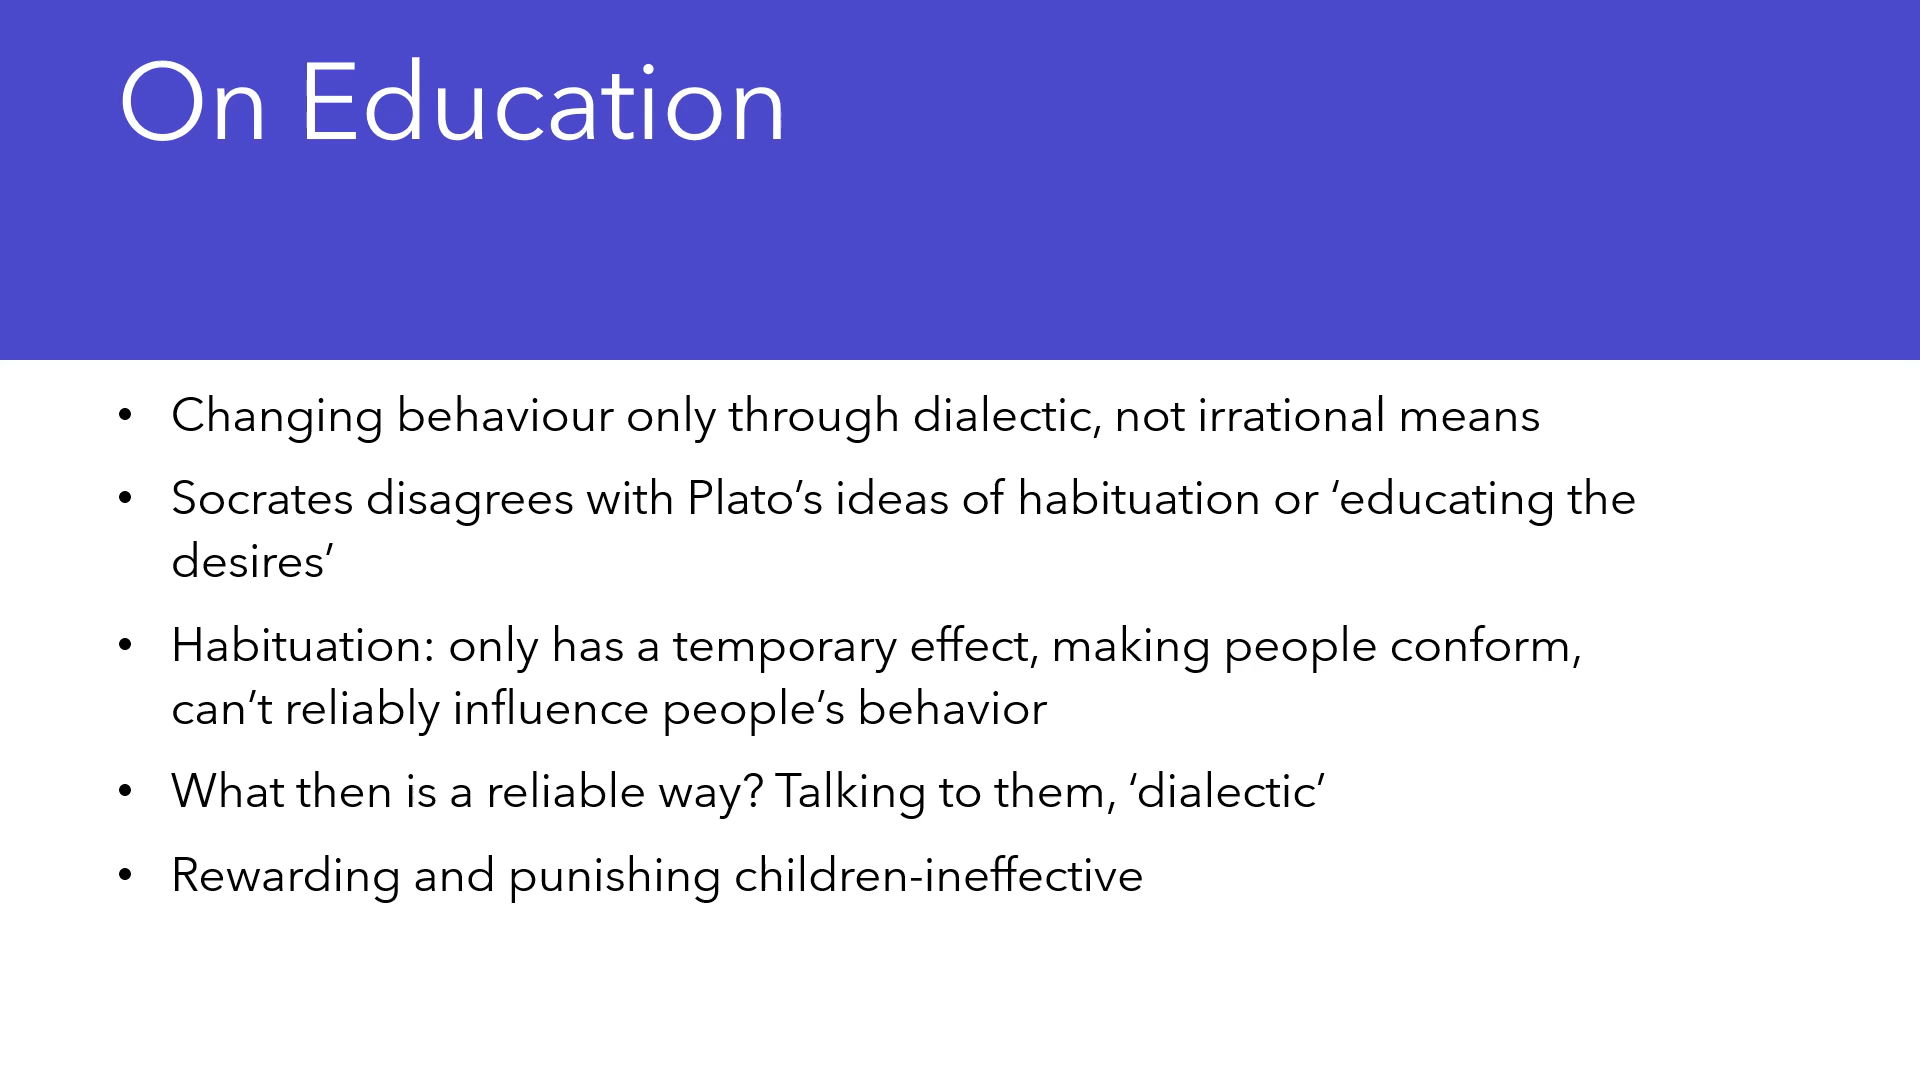 On Education
• Changing behaviour only through dialectic, not irrational means
• Socrates disagrees with Plato’s ideas of habituation or ‘educating the
desires’
• Habituation: only has a temporary effect, making people conform,
can’t reliably influence people’s behavior
• What then is a reliable way? Talking to them, ‘dialectic’
• Rewarding and punishing children-ineffective